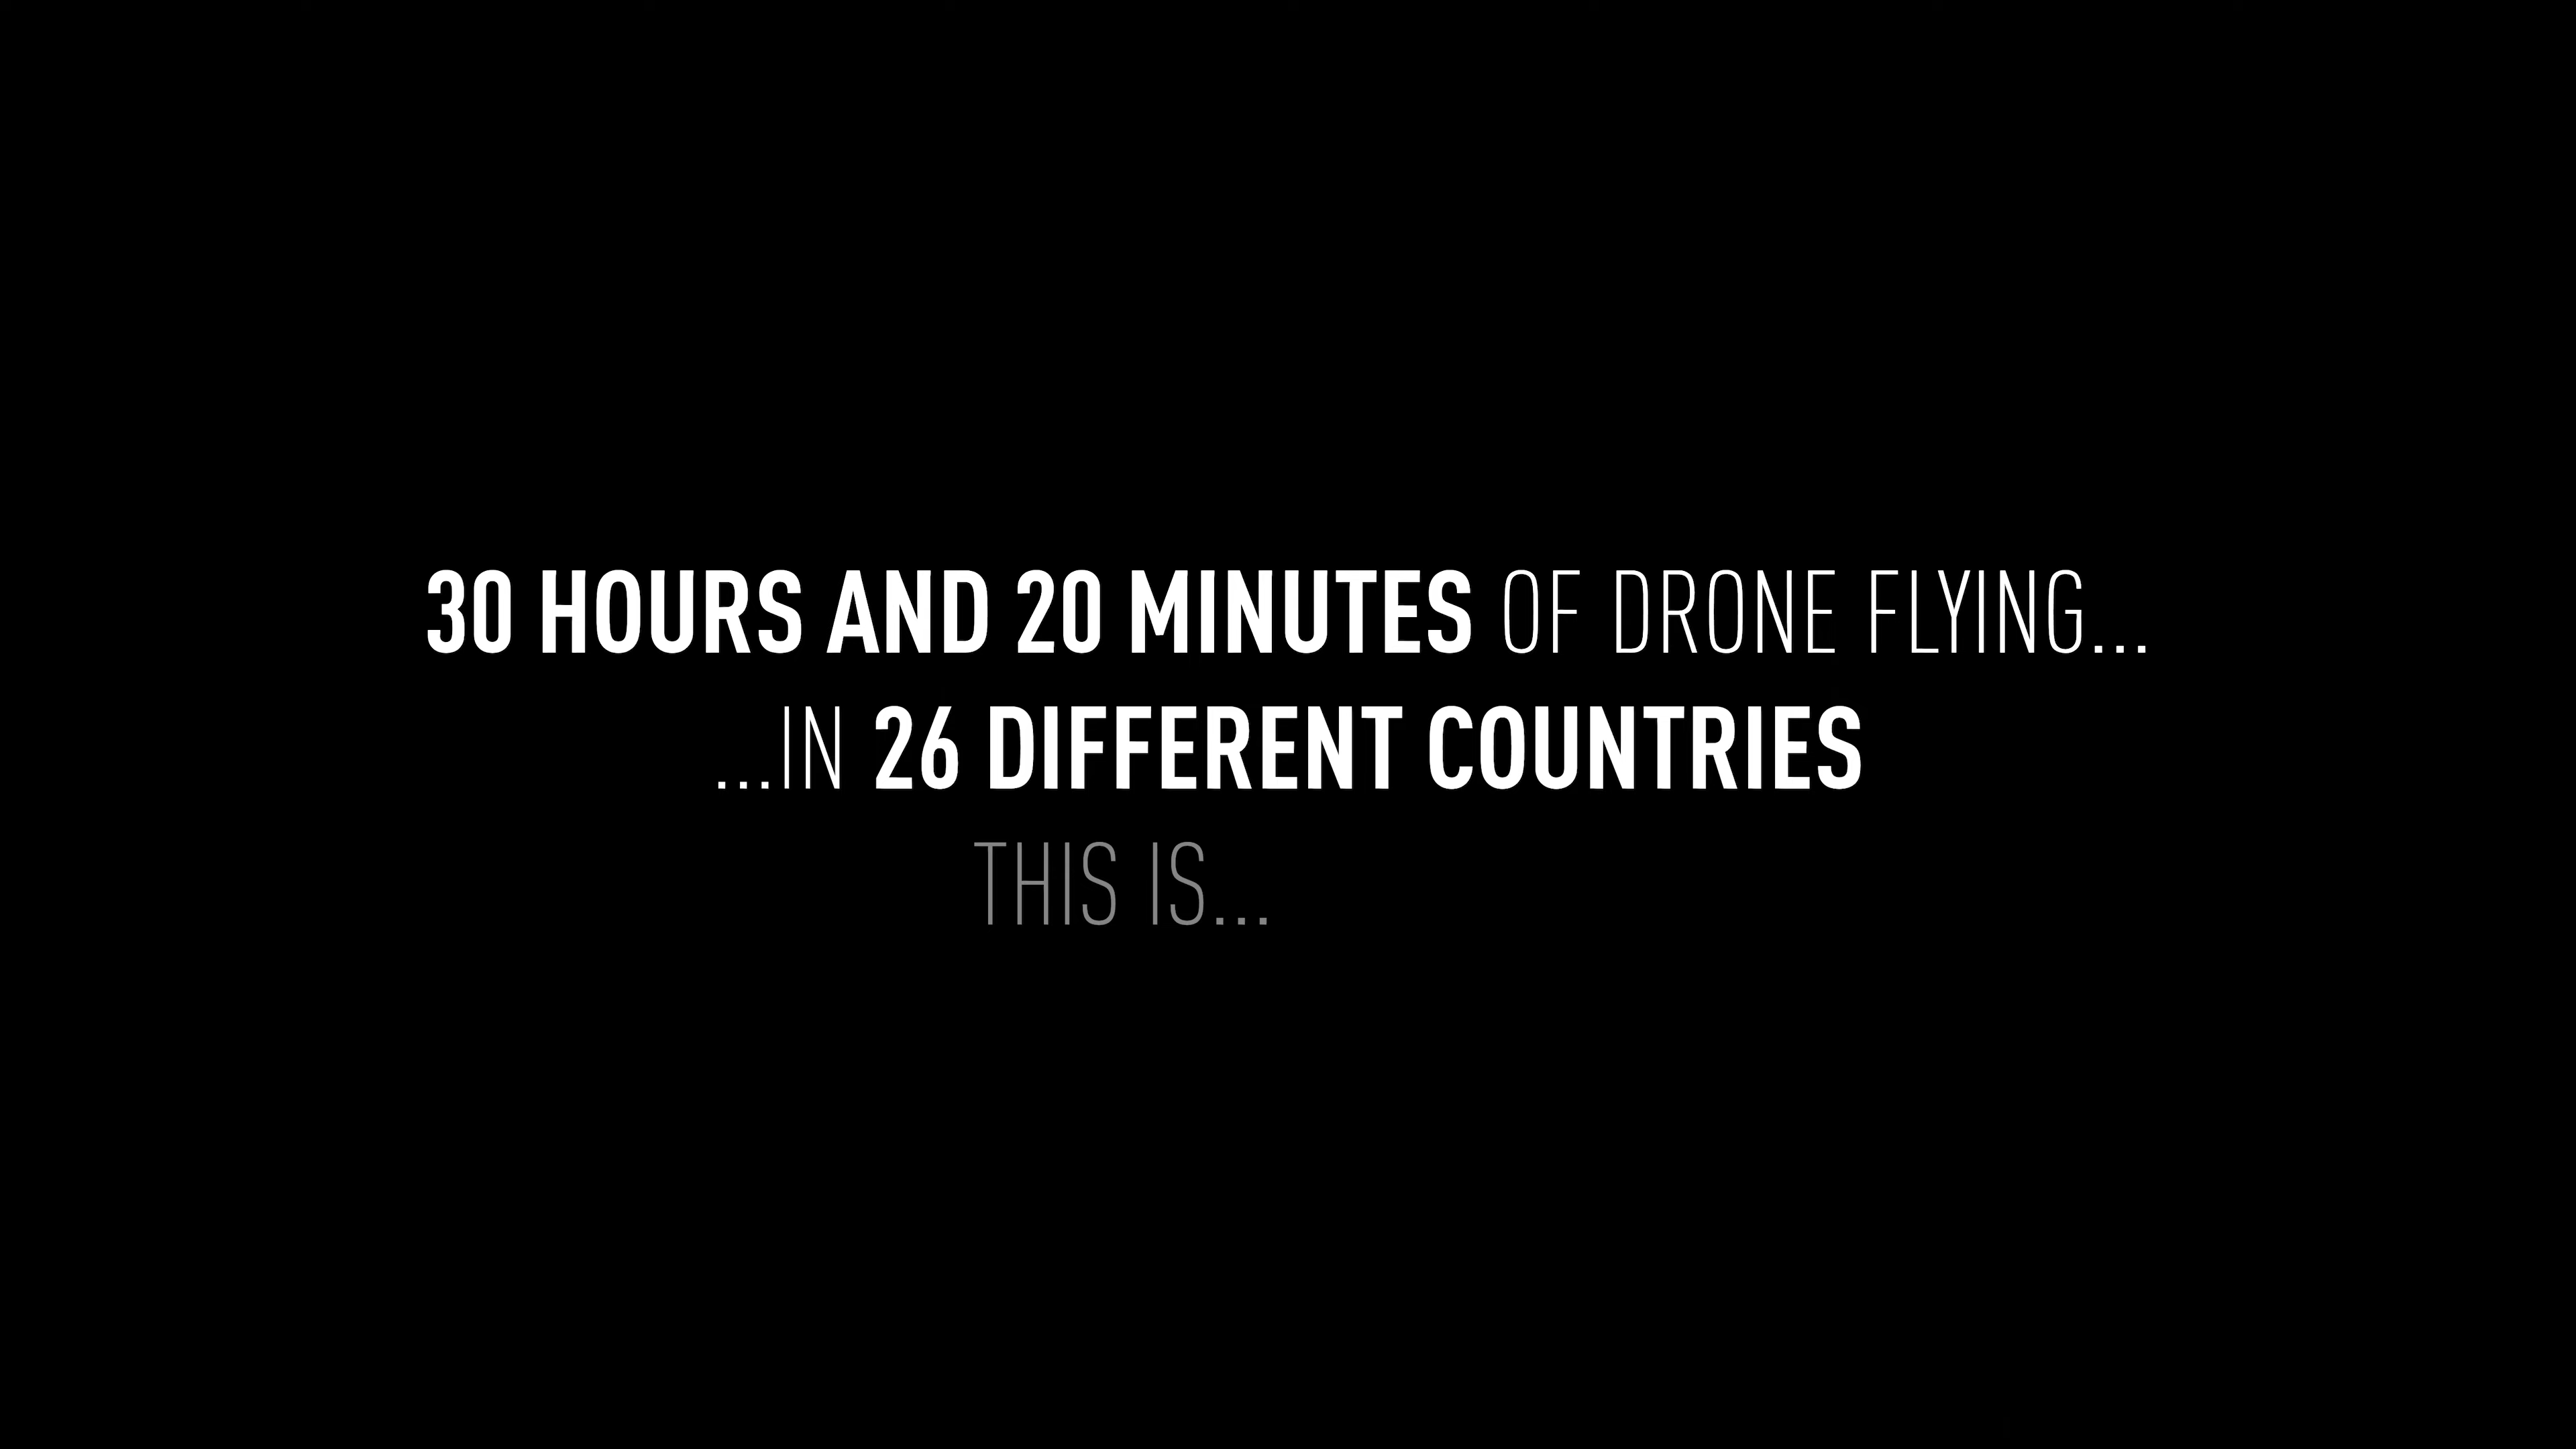 30 HOURS AND 20 MINUTES OF DRONE FLYING...
...IN 26 DIFFERENT COUNTRIES
THIS IS...